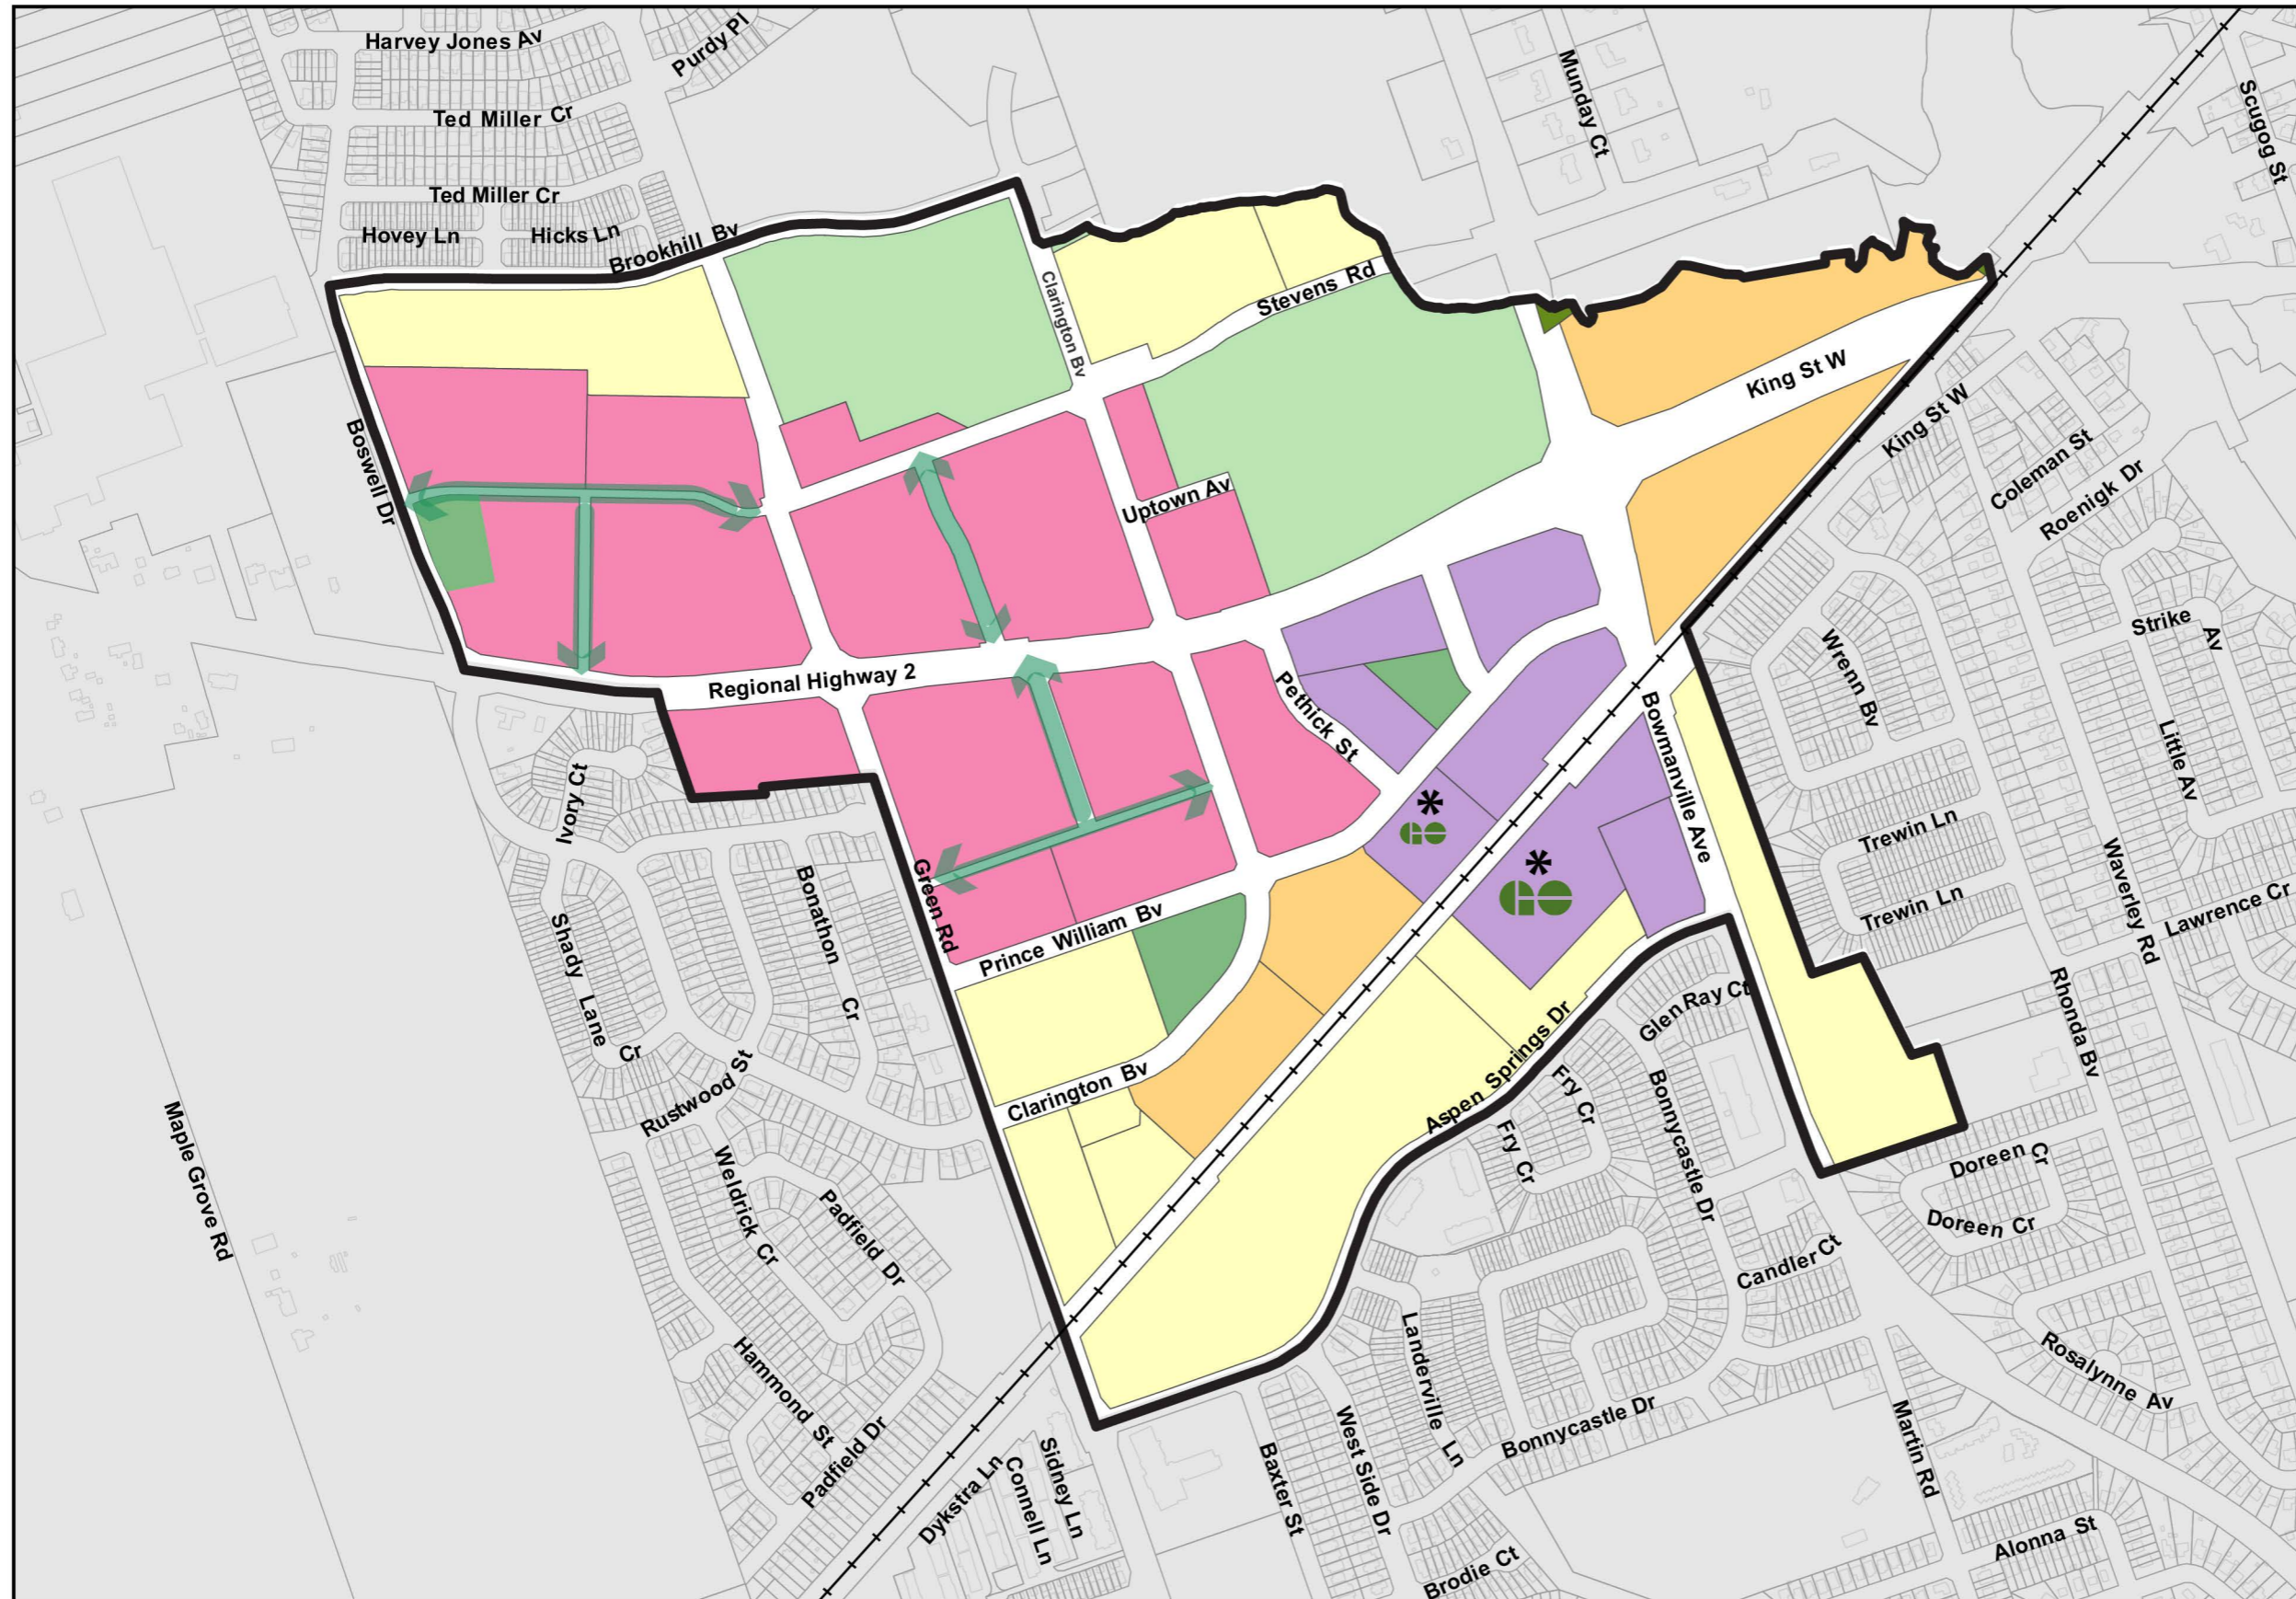 Harvey Jones Av
Purdy Pl
Ted Miller Cr
Ted Miller Cr
Hovey Ln
Hicks Ln
Brookhill Bv
Munday Ct
Scugog St
Clarington Bv
Stevens Rd
King St W
King St W
Coleman St
Roenigk Dr
Boswell Dr
Uptown Av
Strike Av
Wrenn Bv
Little Av
Regional Highway 2
Pethick St
Bowmanville Ave
Ivory Ct
*
GO
*
GO
Trewin Ln
Trewin Ln
Waverley Rd
Lawrence Cr
Green Rd
Bonathon Cr
Shady Lane Cr
Prince William Bv
Glen Ray Ct
Rhonda Bv
Rustwood St
Clarington Bv
Aspen Springs Dr
Fry Cr
Fry Cr
Bonnycastle Dr
Maple Grove Rd
Weldrick Cr
Padfield Dr
Doreen Cr
Doreen Cr
Candler Ct
Landerville Ln
Rosalynne Av
Hammond St
Padfield Dr
Bonnycastle Dr
Martin Rd
West Side Dr
Baxter St
Dykstra Ln
Connell Ln
Sidney Ln
Alonna St
Brodie Ct